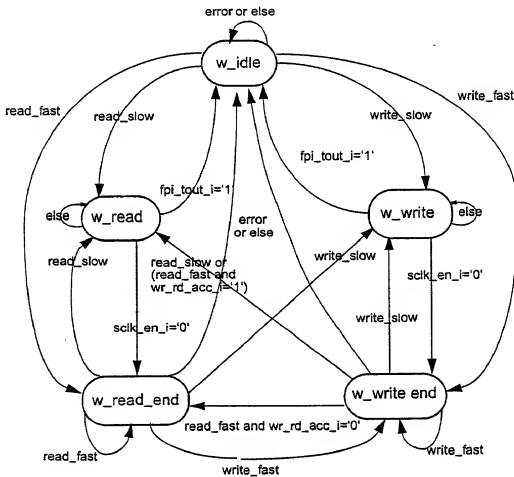 error or else
w_idle
read_fast
write_fast
read_slow
write_slow
fpi_tout_i='1'
fpi_tout_i='1'
else
w_read
w_write
else
error
or else
read_slow
read_slow or
(read_fast and
wr_rd_acc_i='1')
write_slow
sclk_en_i='0'
write_slow
sclk_en_i='0'
w_read_end
w_write end
read_fast and wr_rd_acc_i='0'
read_fast
write_fast
write_fast